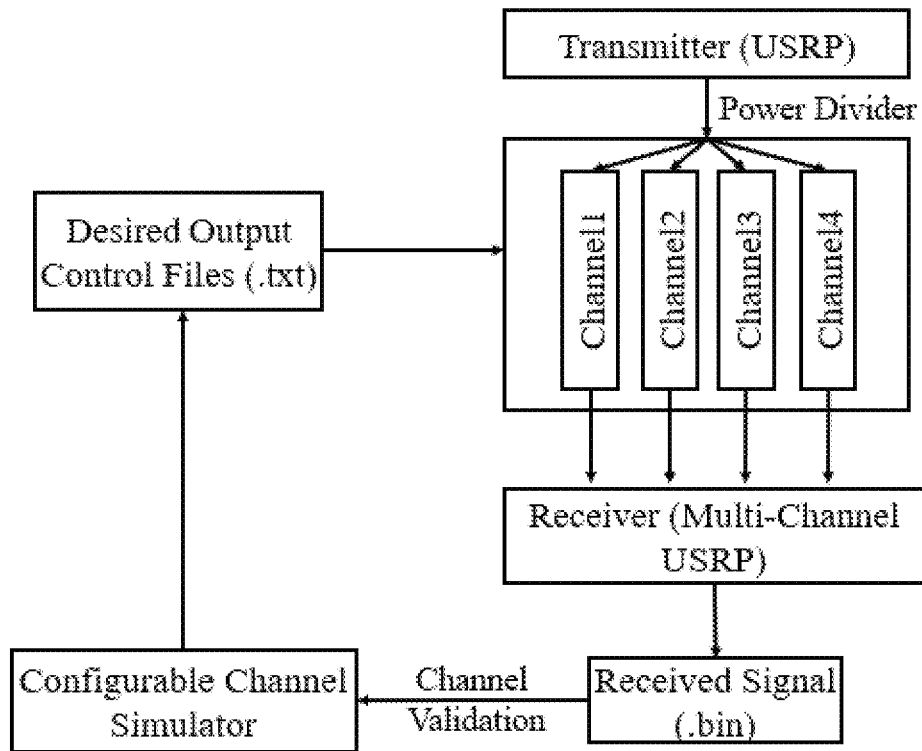 Transmitter (USRP)
Power Divider
Channel1
Channel2
Channel3
Channel4
Desired Output
Control Files (.txt)
Receiver (Multi-Channel
USRP)
Configurable Channel
Simulator
Channel
Validation
Received Signal
(.bin)